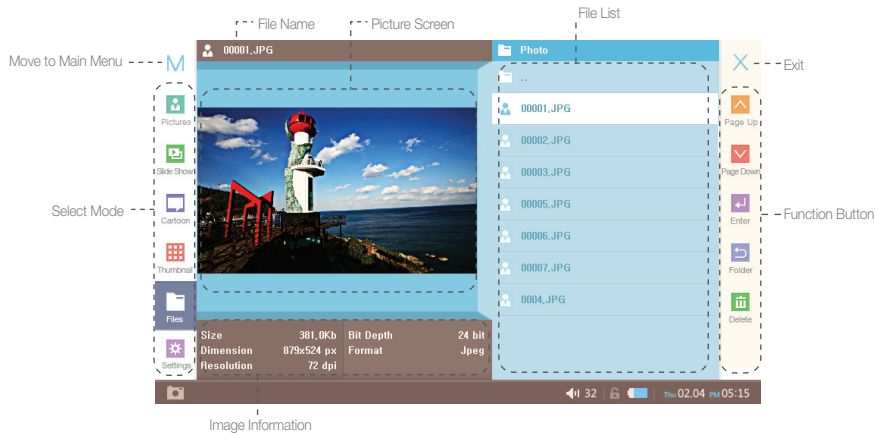 File Name
Picture Screen
File List
Move to Main Menu
M
00001.JPG
Photo
X
Exit
..
Pictures
Slide Show
Cartoon
Thumbnail
Files
Settings
Select Mode
00001.JPG
00002.JPG
00003.JPG
00005.JPG
00006.JPG
00007.JPG
0004.JPG
Page Up
Page Down
Enter
Folder
Delete
Function Button
Size 381.0Kb Bit Depth 24 bit
Dimension 879x524 px Format Jpeg
Resolution 72 dpi
32 Thu 02.04 PM 05:15
Image Information